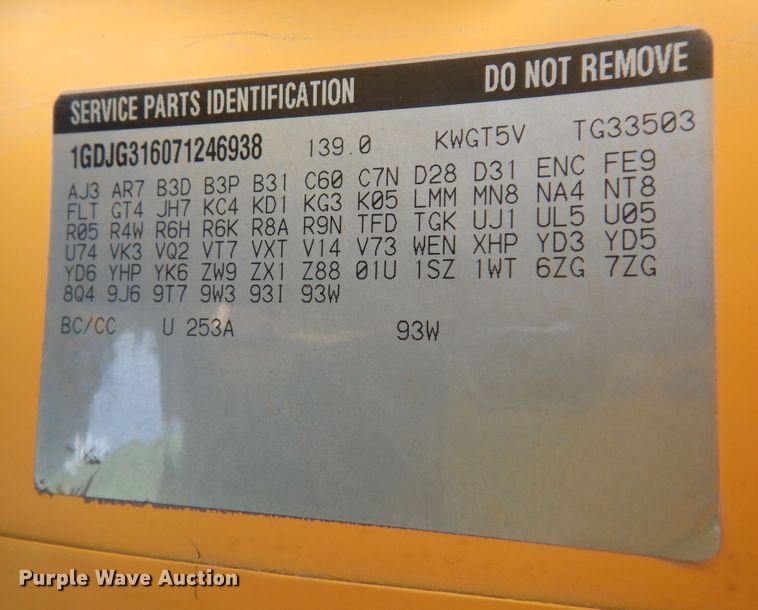 SERVICE PARTS IDENTIFICATION DO NOT REMOVE
1GDJG316071246938 139.0 KWGT5V TG33503
AJ3 AR7 B3D B3P B31 C60 C7N D28 D31 ENC FE9
FLT GT4 JH7 KC4 KD1 KG3 K05 LMM MN8 NA4 NT8
R05 R4W R6H R6K R8A R9N TFD TGK UJ1 UL5 U05
U74 VK3 VQ2 VT7 VXT V14 V73 WEN XHP YD3 YD5
YD6 YHP YK6 ZW9 ZX1 Z88 01U 1SZ 1WT 6ZG 7ZG
8Q4 9J6 9T7 9W3 93I 93W
BC/CC U 253A 93W
Purple Wave Auction